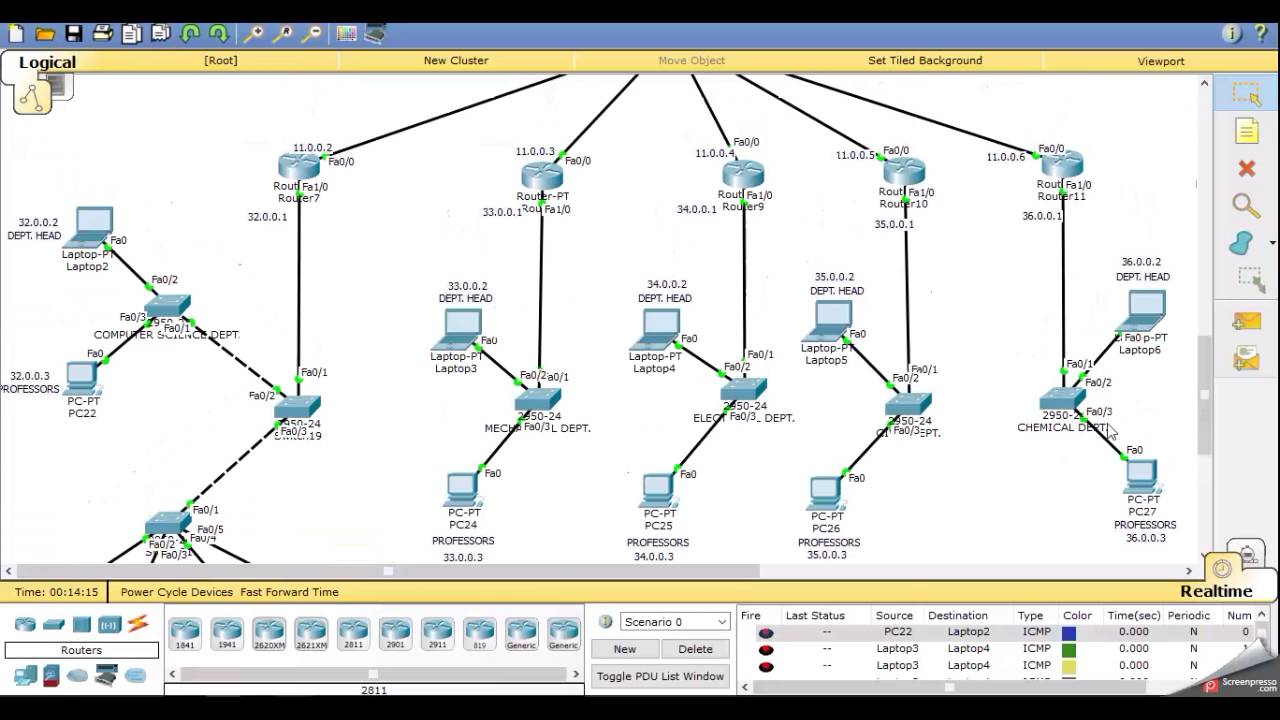 Logical
[Root]
New Cluster
Move Object
Set Tiled Background
Viewport
11.0.0.2
Fa0/0
Fa1/0
Router7
32.0.0.1
11.0.0.3
Fa0/0
Router-PT
Fa1/0
33.0.0.1
11.0.0.4
Fa0/0
Fa1/0
Router9
34.0.0.1
11.0.0.5
Fa0/0
Fa1/0
Router10
35.0.0.1
11.0.0.6
Fa0/0
Fa1/0
Router11
36.0.0.1
32.0.0.2
DEPT. HEAD
Fa0
Laptop-PT
Laptop2
Fa0/2
Fa0/3
Fa0/1
COMPUTER SCIENCE DEPT.
Fa0
32.0.0.3
PROFESSORS
PC-PT
PC22
Fa0/1
Fa0/2
2950-24
Fa0/3
Switch19
Fa0/1
Fa0/5
Fa0/2
Fa0/4
Fa0/3
33.0.0.2
DEPT. HEAD
Fa0
Laptop-PT
Laptop3
Fa0/2
Fa0/1
2950-24
Fa0/3
DEPT.
Fa0
PC-PT
PC24
PROFESSORS
33.0.0.3
34.0.0.2
DEPT. HEAD
Fa0
Laptop-PT
Laptop4
Fa0/1
Fa0/2
2950-24
Fa0/3
DEPT.
Fa0
PC-PT
PC25
PROFESSORS
34.0.0.3
35.0.0.2
DEPT. HEAD
Fa0
Laptop-PT
Laptop5
Fa0/1
Fa0/2
2950-24
Fa0/3
DEPT.
Fa0
PC-PT
PC26
PROFESSORS
35.0.0.3
36.0.0.2
DEPT. HEAD
Fa0
Laptop6
Fa0/1
Fa0/2
Fa0/3
CHEMICAL DEPT.
Fa0
PC-PT
PC27
PROFESSORS
36.0.0.3
Realtime
Time: 00:14:15
Power Cycle Devices Fast Forward Time
Routers
1841
1941
2620XM
2621XM
2811
2901
2911
819
Generic
Generic
2811
Scenario 0
New
Delete
Toggle PDU List Window
Fire Last Status Source Destination Type Color Time(sec) Periodic Num
-- PC22 Laptop2 ICMP 0.000 N 0
-- Laptop3 Laptop4 ICMP 0.000 N 1
-- Laptop3 Laptop4 ICMP 0.000 N
Screenpresso
.com